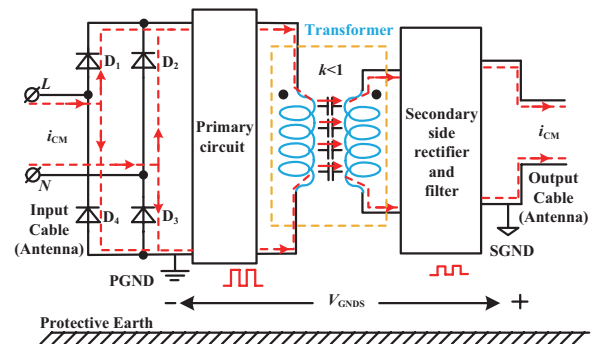 Transformer
k<1
D1
D2
L
iCM
N
Primary
circuit
Secondary
side
rectifier
and
filter
iCM
Input
Cable
(Antenna)
D4
D3
Output
Cable
(Antenna)
PGND
SGND
- VGNDS +
Protective Earth